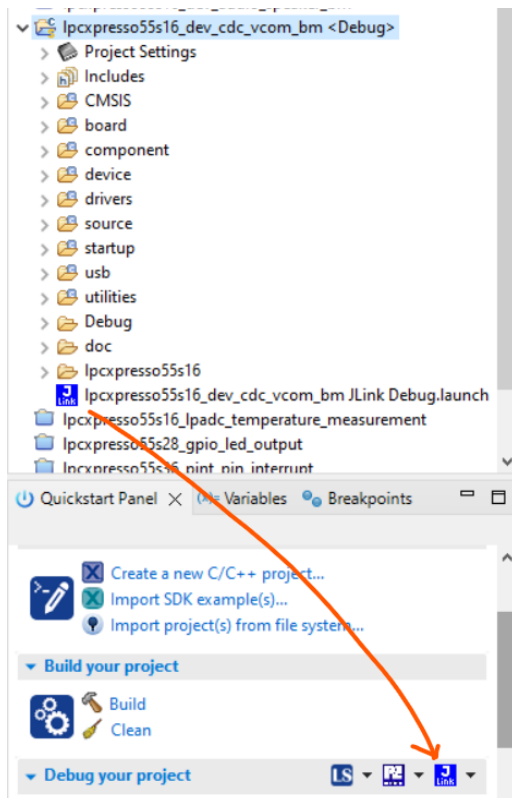 lpcxpresso55s16_dev_cdc_vcom_bm <Debug>
Project Settings
Includes
CMSIS
board
component
device
drivers
source
startup
usb
utilities
Debug
doc
lpcxpresso55s16
lpcxpresso55s16_dev_cdc_vcom_bm JLink Debug.launch
lpcxpresso55s16_lpadc_temperature_measurement
lpcxpresso55s28_gpio_led_output
lpcxpresso55s36_pint_pin_interrupt
Quickstart Panel (x)= Variables Breakpoints
Create a new C/C++ project...
Import SDK example(s)...
Import project(s) from file system...
Build your project
Build
Clean
Debug your project LS J Link